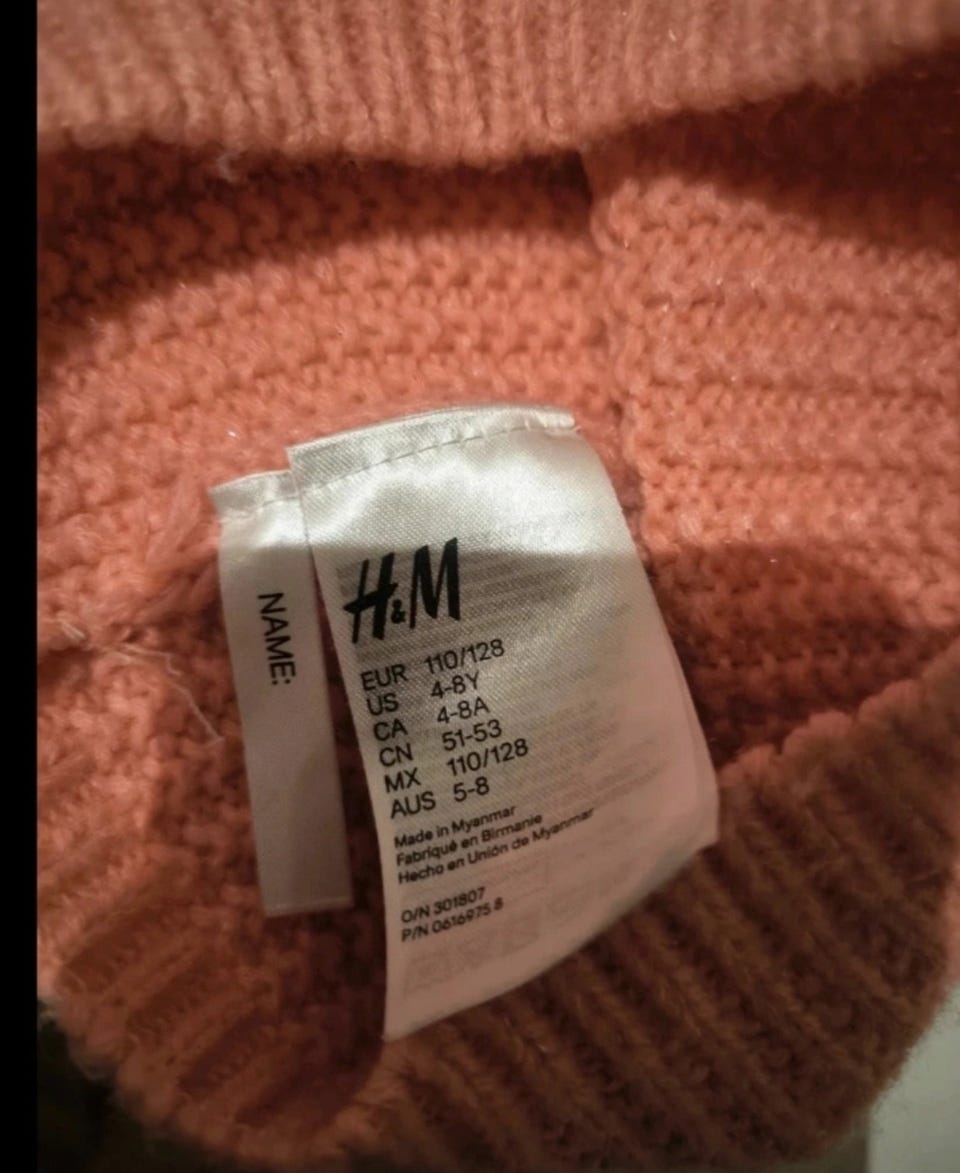 NAME:
H&M
EUR 110/128
US 4-8Y
CA 4-8A
CN 51-53
MX 110/128
AUS 5-8
Made in Myanmar
Fabriqué en Birmanie
Hecho en Unión de Myanmar
O/N 301807
P/N 0616975.8